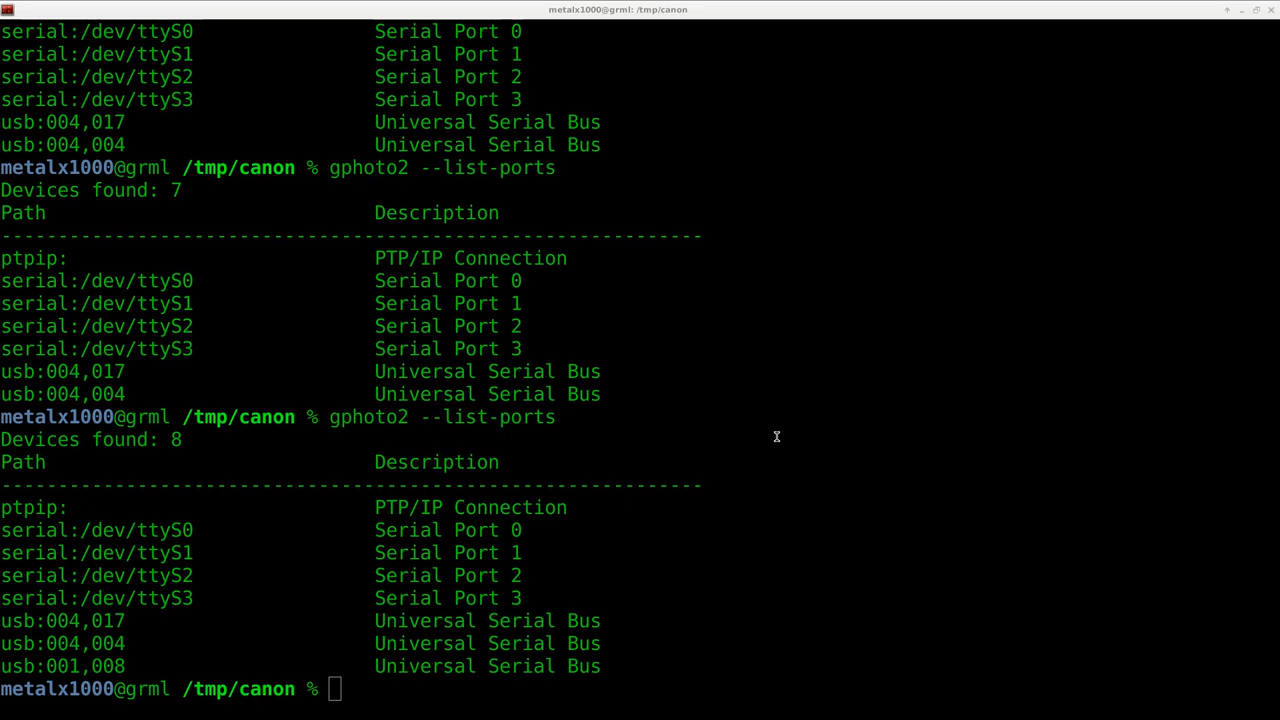 metalx1000@grml: /tmp/canon
serial:/dev/ttyS0 Serial Port 0
serial:/dev/ttyS1 Serial Port 1
serial:/dev/ttyS2 Serial Port 2
serial:/dev/ttyS3 Serial Port 3
usb:004,017 Universal Serial Bus
usb:004,004 Universal Serial Bus
metalx1000@grml /tmp/canon % gphoto2 --list-ports
Devices found: 7
Path Description
--------------------------------------------------------------
ptpip: PTP/IP Connection
serial:/dev/ttyS0 Serial Port 0
serial:/dev/ttyS1 Serial Port 1
serial:/dev/ttyS2 Serial Port 2
serial:/dev/ttyS3 Serial Port 3
usb:004,017 Universal Serial Bus
usb:004,004 Universal Serial Bus
metalx1000@grml /tmp/canon % gphoto2 --list-ports
Devices found: 8
Path Description
--------------------------------------------------------------
ptpip: PTP/IP Connection
serial:/dev/ttyS0 Serial Port 0
serial:/dev/ttyS1 Serial Port 1
serial:/dev/ttyS2 Serial Port 2
serial:/dev/ttyS3 Serial Port 3
usb:004,017 Universal Serial Bus
usb:004,004 Universal Serial Bus
usb:001,008 Universal Serial Bus
metalx1000@grml /tmp/canon %